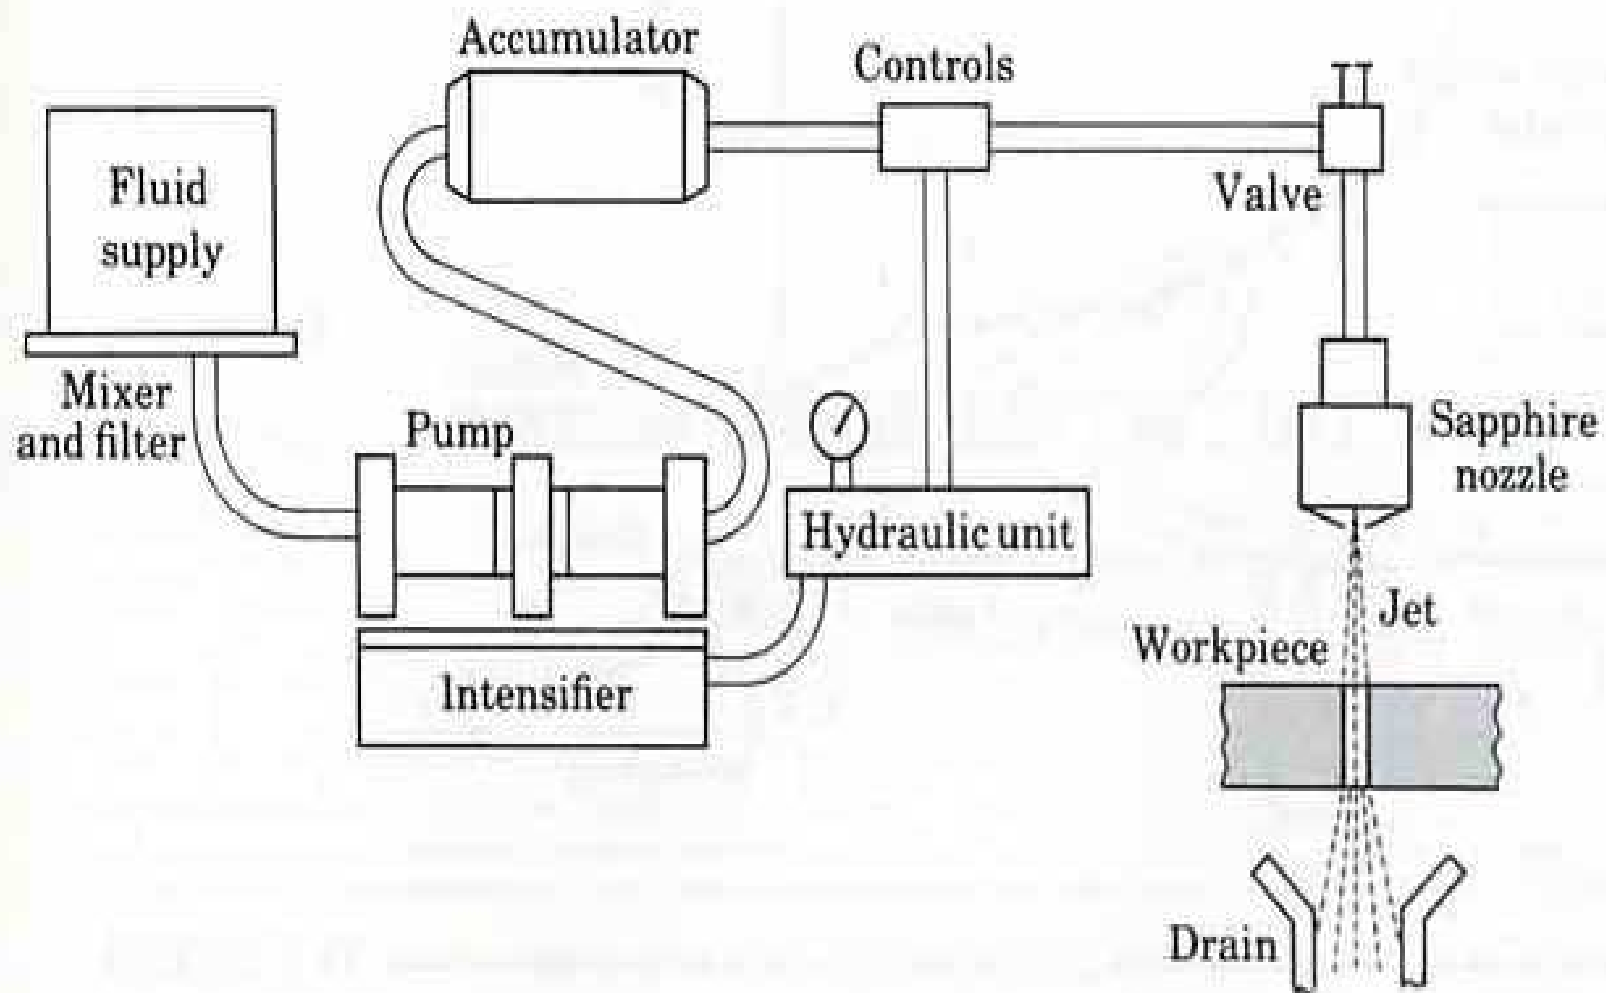 Accumulator
Controls
Fluid
supply
Valve
Mixer
and filter
Pump
Sapphire
nozzle
Hydraulic unit
Jet
Workpiece
Intensifier
Drain